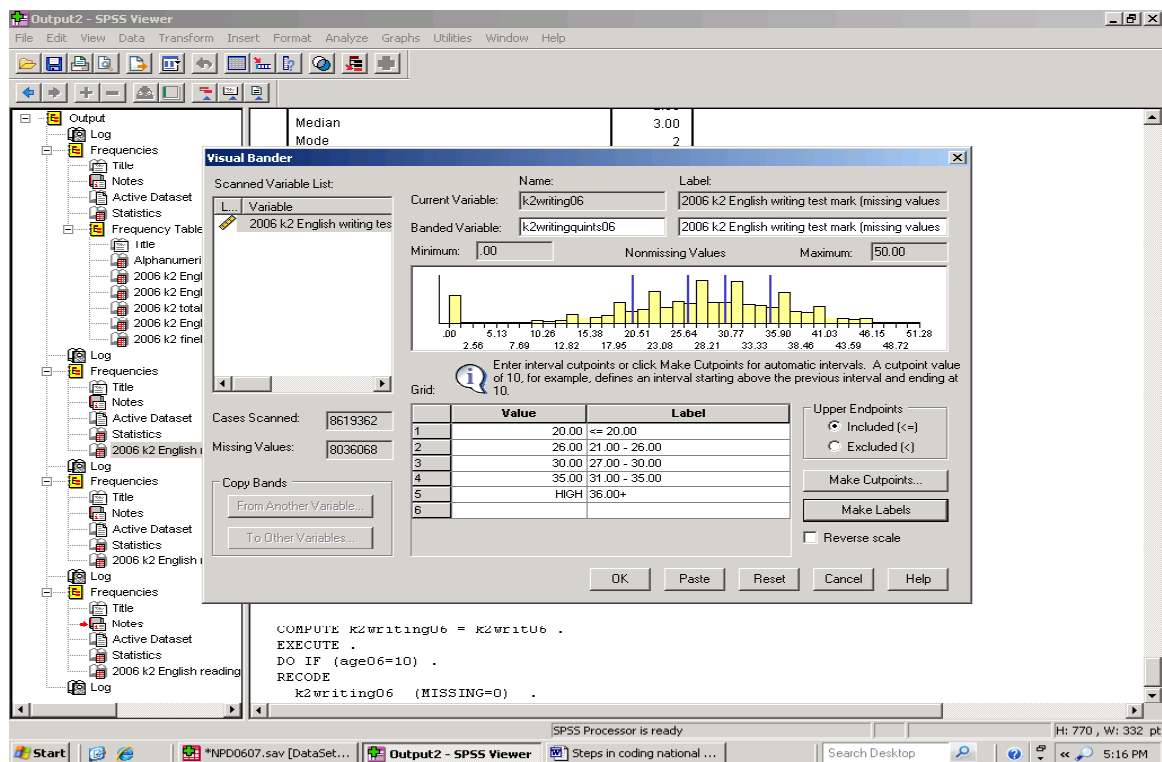 Output2 - SPSS Viewer
File Edit View Data Transform Insert Format Analyze Graphs Utilities Window Help
Output
Log
Frequencies
Title
Notes
Active Dataset
Statistics
Frequency Table
Title
Alphanumeri
2006 k2 Engl
2006 k2 Engl
2006 k2 total
2006 k2 Engl
2006 k2 finel
Log
Frequencies
Title
Notes
Active Dataset
Statistics
2006 k2 English r
Log
Frequencies
Title
Notes
Active Dataset
Statistics
2006 k2 English r
Log
Frequencies
Title
Notes
Active Dataset
Statistics
2006 k2 English reading
Log
Median 3.00
Mode 2
Visual Bander
Scanned Variable List:
L... Variable
2006 k2 English writing tes
Cases Scanned: 8619362
Missing Values: 8036068
Copy Bands
From Another Variable...
To Other Variables...
Name: Label:
Current Variable: k2writing06 2006 k2 English writing test mark (missing values
Banded Variable: k2writingquints06 2006 k2 English writing test mark (missing values
Minimum: .00 Nonmissing Values Maximum: 50.00
.00 5.13 10.26 15.38 20.51 25.64 30.77 35.90 41.03 46.15 51.28
2.56 7.69 12.82 17.95 23.08 28.21 33.33 38.46 43.59 48.72
Enter interval cutpoints or click Make Cutpoints for automatic intervals. A cutpoint value
of 10, for example, defines an interval starting above the previous interval and ending at
10.
Grid:
Value Label
1 20.00 <= 20.00
2 26.00 21.00 - 26.00
3 30.00 27.00 - 30.00
4 35.00 31.00 - 35.00
5 HIGH 36.00+
6
Upper Endpoints
Included (<=)
Excluded (<)
Make Cutpoints...
Make Labels
Reverse scale
OK Paste Reset Cancel Help
COMPUTE k2writing06 = k2writ06 .
EXECUTE .
DO IF (age06=10) .
RECODE
k2writing06 (MISSING=0) .
SPSS Processor is ready
H: 770 , W: 332 pt
Start
*NPD0607.sav [DataSet...
Output2 - SPSS Viewer
Steps in coding national ...
Search Desktop
5:16 PM